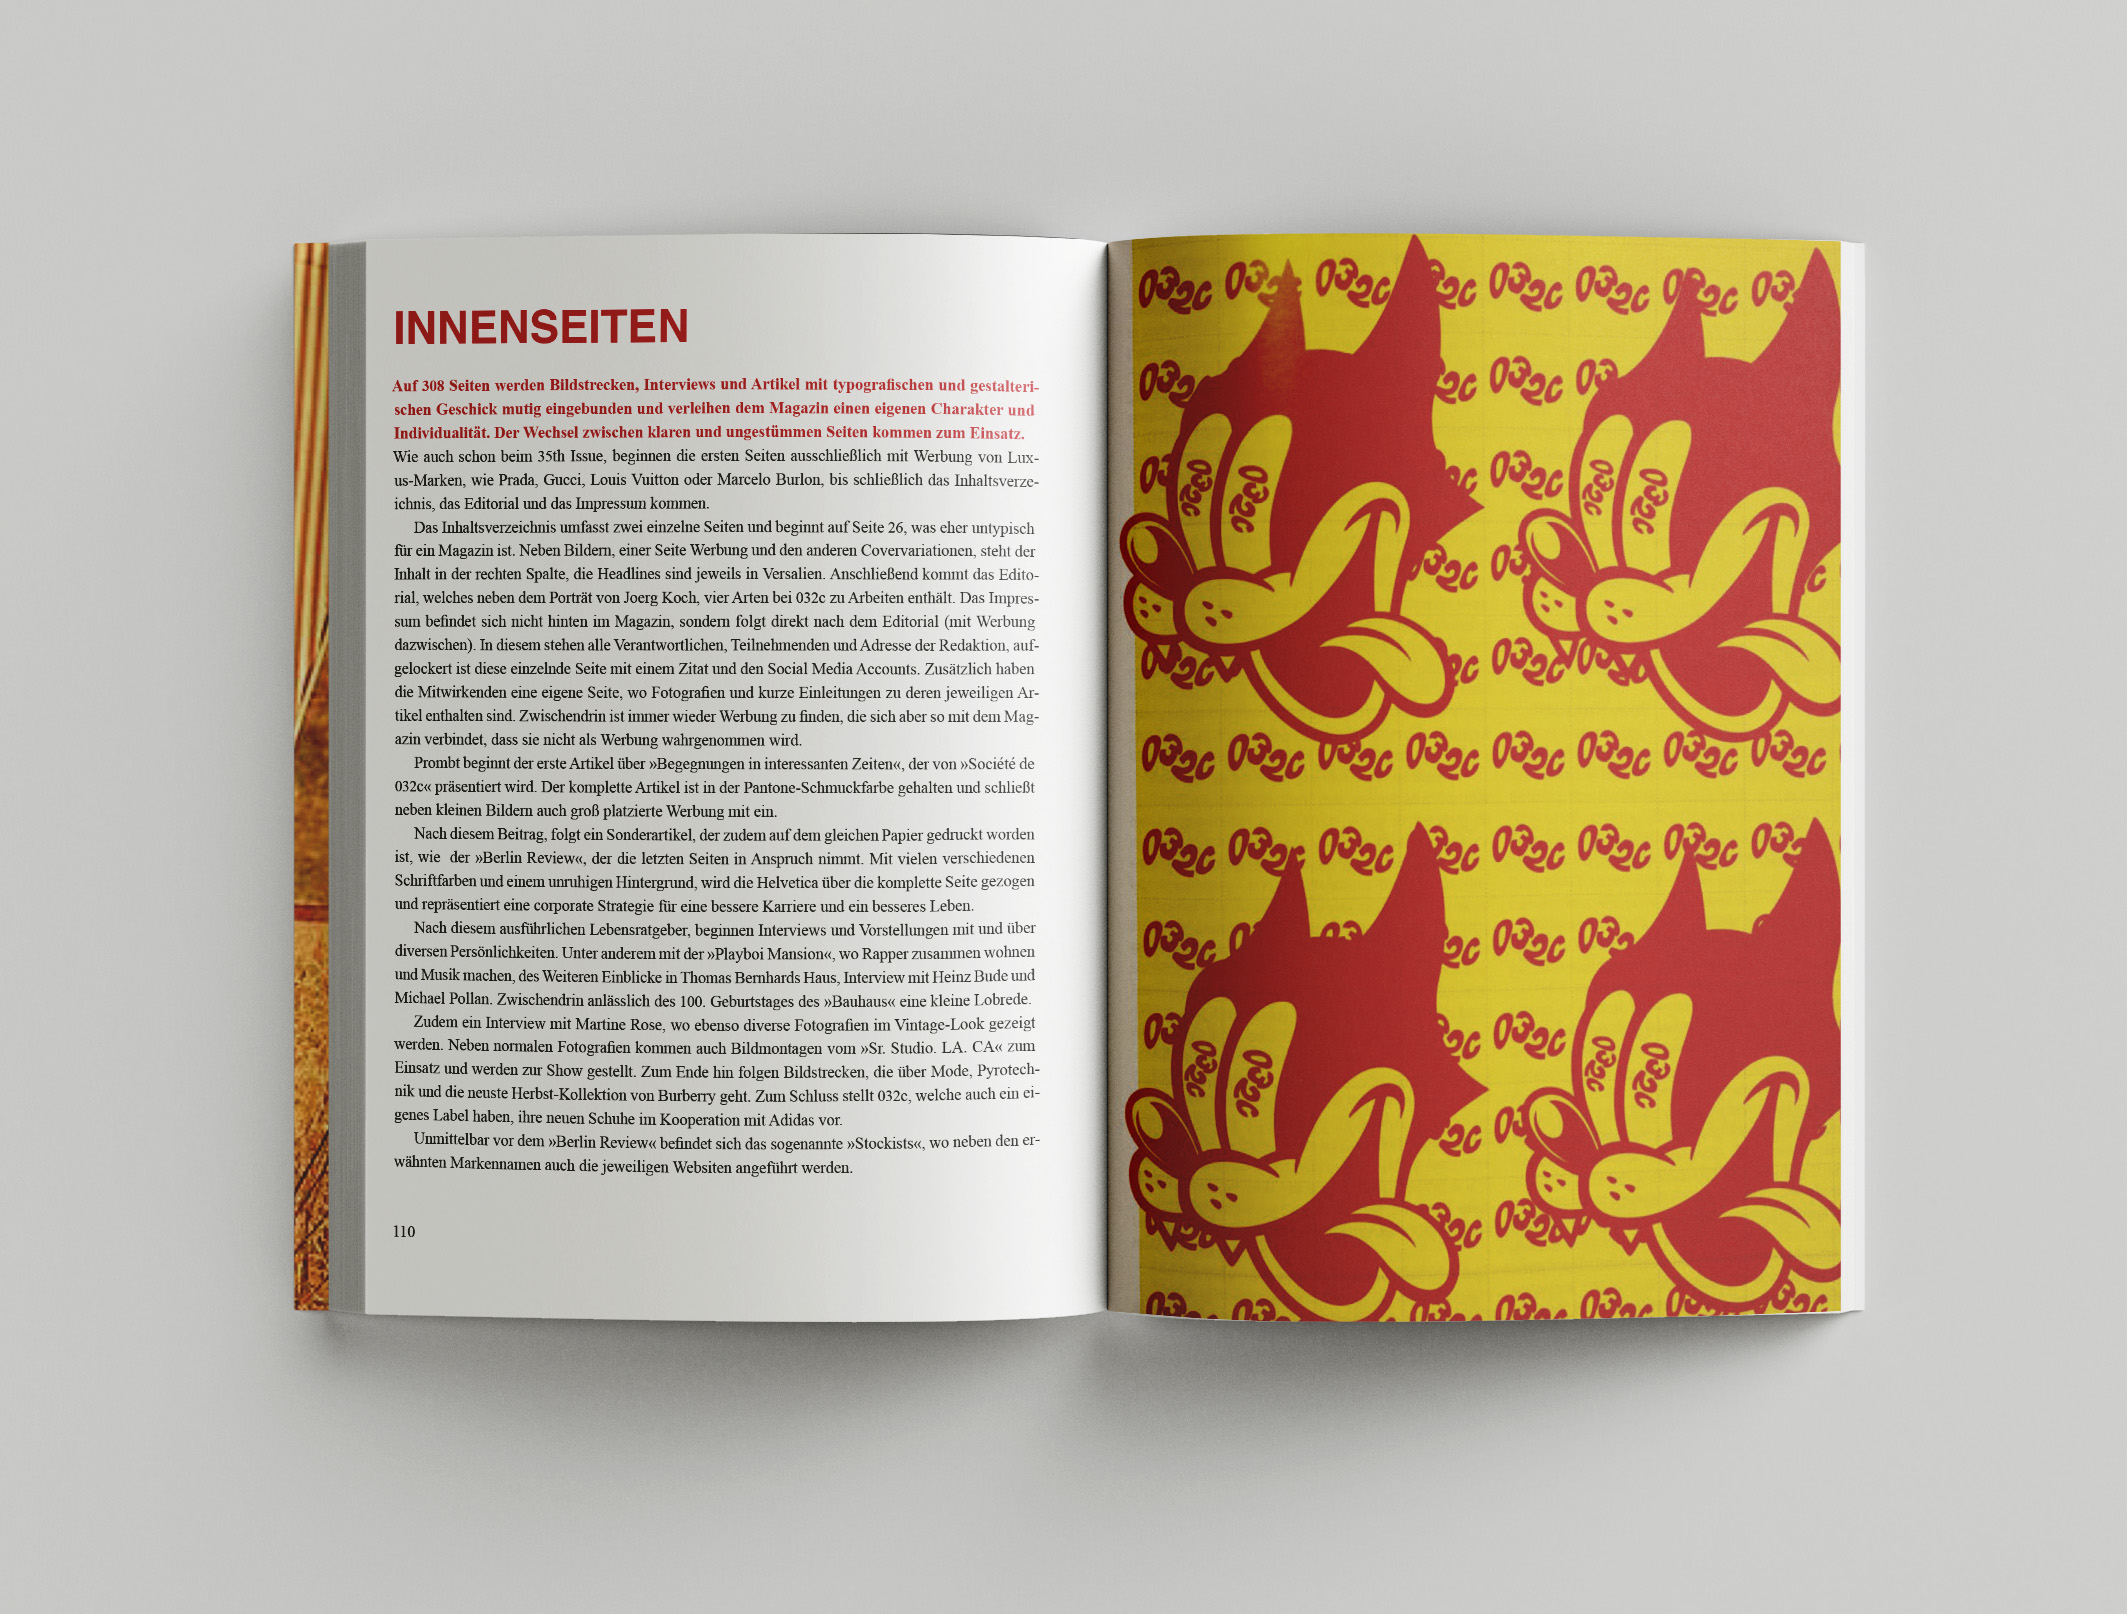 INNENSEITEN
Auf 308 Seiten werden Bildstrecken, Interviews und Artikel mit typografischen und gestalteri-
schen Geschick mutig eingebunden und verleihen dem Magazin einen eigenen Charakter und
Individualität. Der Wechsel zwischen klaren und ungestümmen Seiten kommen zum Einsatz.
Wie auch schon beim 35th Issue, beginnen die ersten Seiten ausschließlich mit Werbung von Lux-
us-Marken, wie Prada, Gucci, Louis Vuitton oder Marcelo Burlon, bis schließlich das Inhaltsverze-
ichnis, das Editorial und das Impressum kommen.
Das Inhaltsverzeichnis umfasst zwei einzelne Seiten und beginnt auf Seite 26, was eher untypisch
für ein Magazin ist. Neben Bildern, einer Seite Werbung und den anderen Covervariationen, steht der
Inhalt in der rechten Spalte, die Headlines sind jeweils in Versalien. Anschließend kommt das Edito-
rial, welches neben dem Porträt von Joerg Koch, vier Arten bei 032c zu Arbeiten enthält. Das Impres-
sum befindet sich nicht hinten im Magazin, sondern folgt direkt nach dem Editorial (mit Werbung
dazwischen). In diesem stehen alle Verantwortlichen, Teilnehmenden und Adresse der Redaktion, auf-
gelockert ist diese einzelnde Seite mit einem Zitat und den Social Media Accounts. Zusätzlich haben
die Mitwirkenden eine eigene Seite, wo Fotografien und kurze Einleitungen zu deren jeweiligen Ar-
tikel enthalten sind. Zwischendrin ist immer wieder Werbung zu finden, die sich aber so mit dem Mag-
azin verbindet, dass sie nicht als Werbung wahrgenommen wird.
Prombt beginnt der erste Artikel über »Begegnungen in interessanten Zeiten«, der von »Société de
032c« präsentiert wird. Der komplette Artikel ist in der Pantone-Schmuckfarbe gehalten und schließt
neben kleinen Bildern auch groß platzierte Werbung mit ein.
Nach diesem Beitrag, folgt ein Sonderartikel, der zudem auf dem gleichen Papier gedruckt worden
ist, wie der »Berlin Review«, der die letzten Seiten in Anspruch nimmt. Mit vielen verschiedenen
Schriftfarben und einem unruhigen Hintergrund, wird die Helvetica über die komplette Seite gezogen
und repräsentiert eine corporate Strategie für eine bessere Karriere und ein besseres Leben.
Nach diesem ausführlichen Lebensratgeber, beginnen Interviews und Vorstellungen mit und über
diversen Persönlichkeiten. Unter anderem mit der »Playboi Mansion«, wo Rapper zusammen wohnen
und Musik machen, des Weiteren Einblicke in Thomas Bernhards Haus, Interview mit Heinz Bude und
Michael Pollan. Zwischendrin anlässlich des 100. Geburtstages des »Bauhaus« eine kleine Lobrede.
Zudem ein Interview mit Martine Rose, wo ebenso diverse Fotografien im Vintage-Look gezeigt
werden. Neben normalen Fotografien kommen auch Bildmontagen vom »Sr. Studio. LA. CA« zum
Einsatz und werden zur Show gestellt. Zum Ende hin folgen Bildstrecken, die über Mode, Pyrotech-
nik und die neuste Herbst-Kollektion von Burberry geht. Zum Schluss stellt 032c, welche auch ein ei-
genes Label haben, ihre neuen Schuhe im Kooperation mit Adidas vor.
Unmittelbar vor dem »Berlin Review« befindet sich das sogenannte »Stockists«, wo neben den er-
wähnten Markennamen auch die jeweiligen Websiten angeführt werden.
110
032c 032c 032c 032c 032c 032c
032c 032c
032c
032c 032c 032c 032c
032c 032c 032c 032c 032c 032c 032c 032c
032c 032c 032c 032c 032c 032c 032c
032c 032c 032c
032c
032c 032c 032c 032c